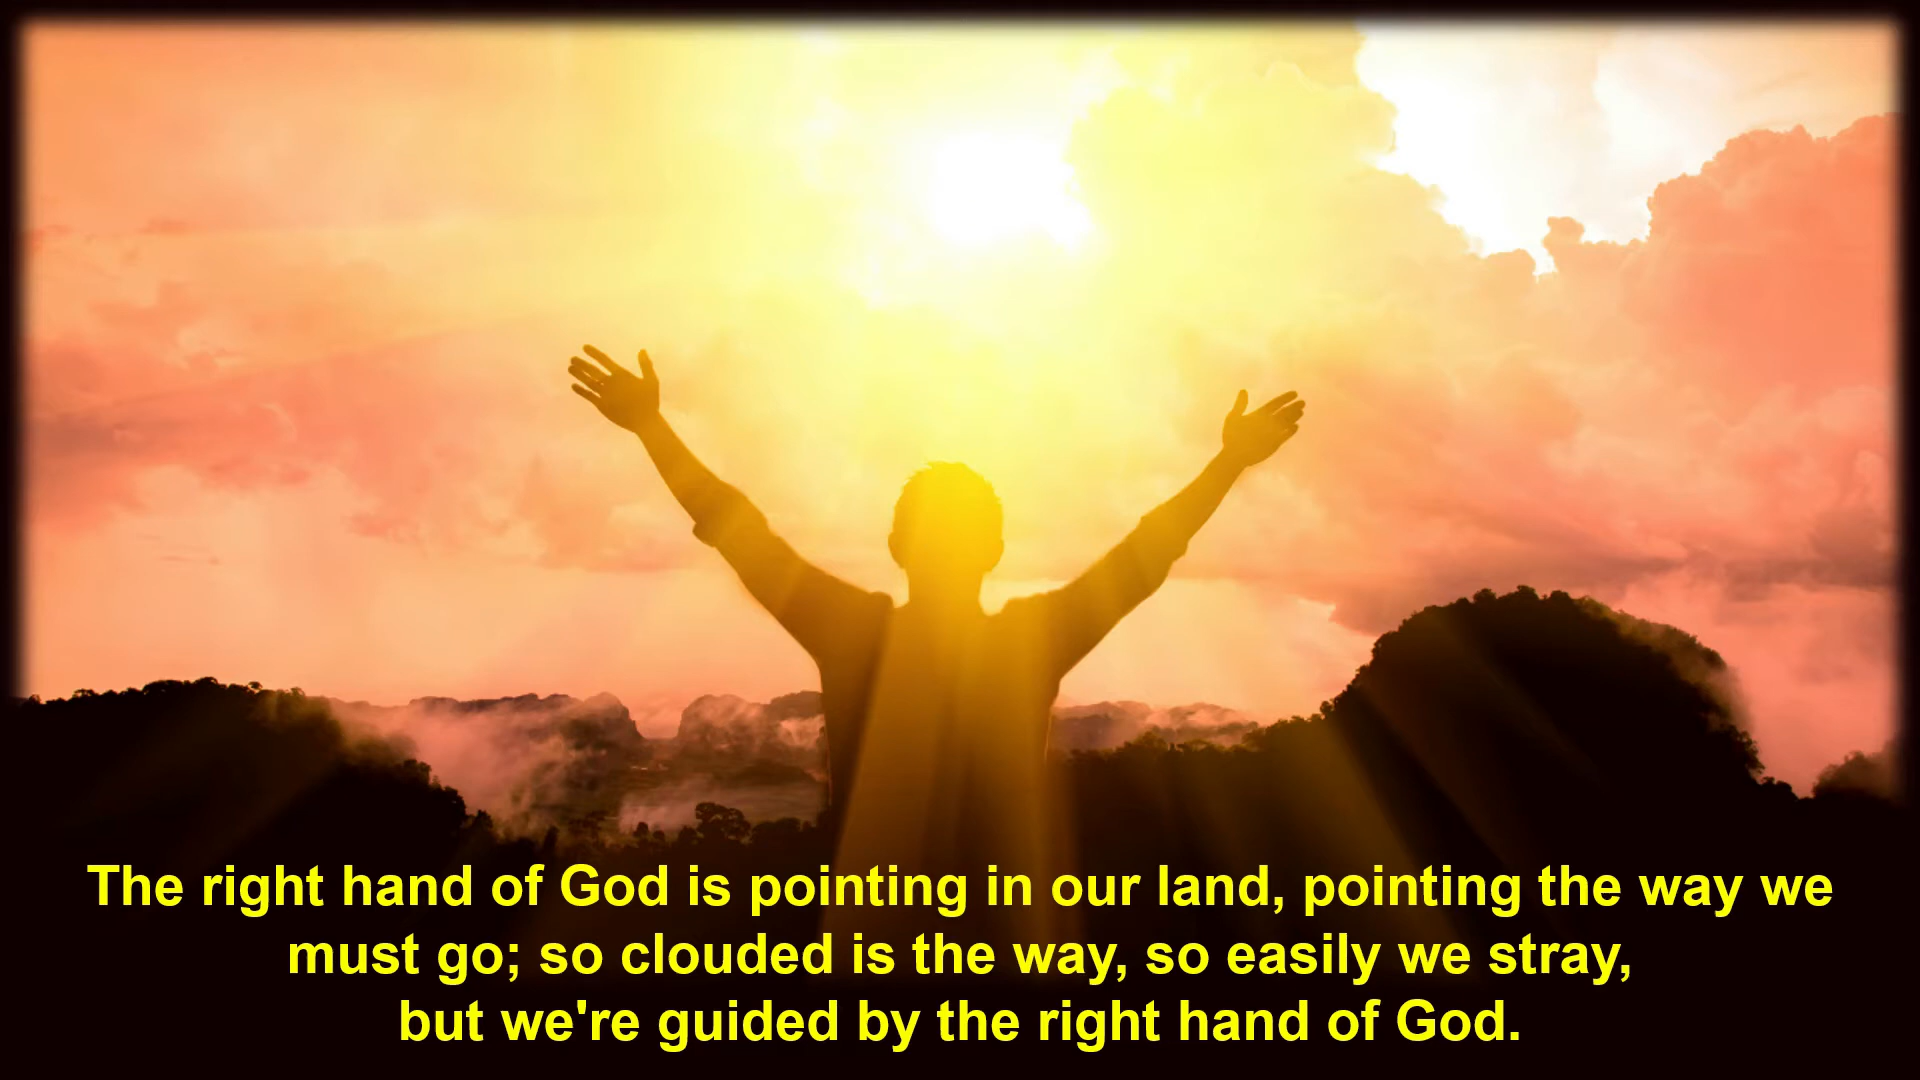 The right hand of God is pointing in our land, pointing the way we
must go; so clouded is the way, so easily we stray,
but we're guided by the right hand of God.